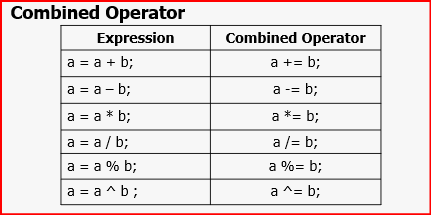 Combined Operator
Expression Combined Operator
a = a + b; a += b;
a = a – b; a -= b;
a = a * b; a *= b;
a = a / b; a /= b;
a = a % b; a %= b;
a = a ^ b ; a ^= b;